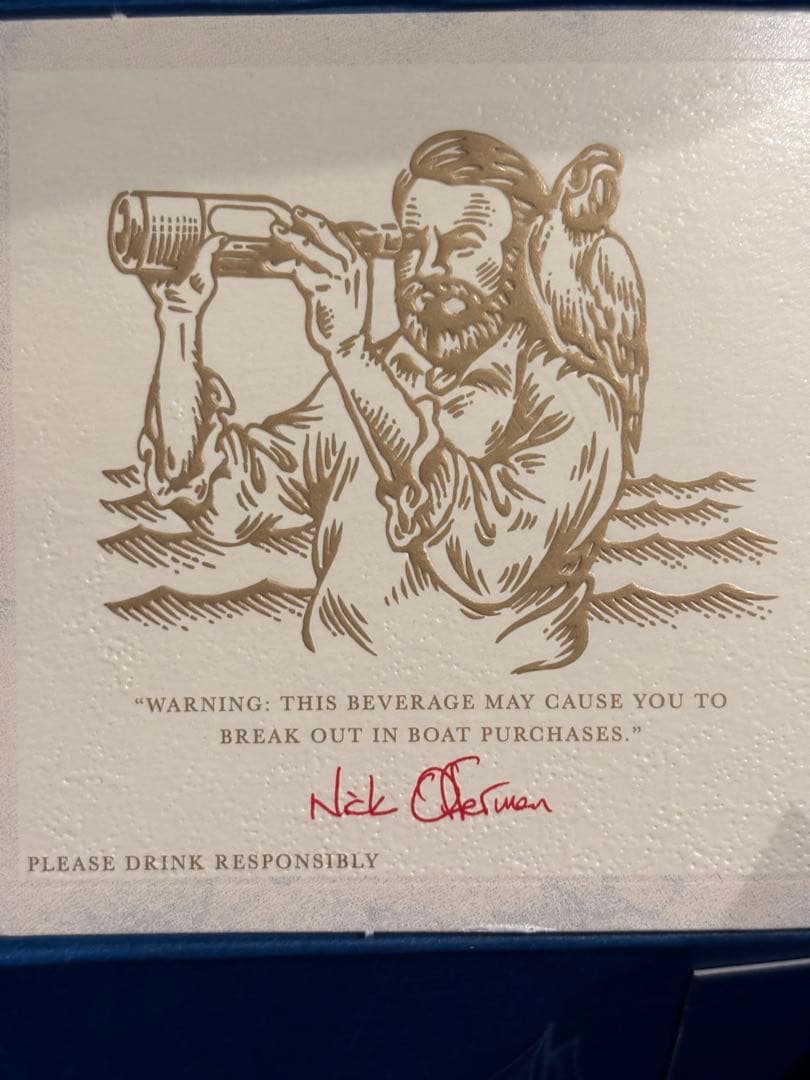 “WARNING: THIS BEVERAGE MAY CAUSE YOU TO
BREAK OUT IN BOAT PURCHASES.”
Nick Offerman
PLEASE DRINK RESPONSIBLY